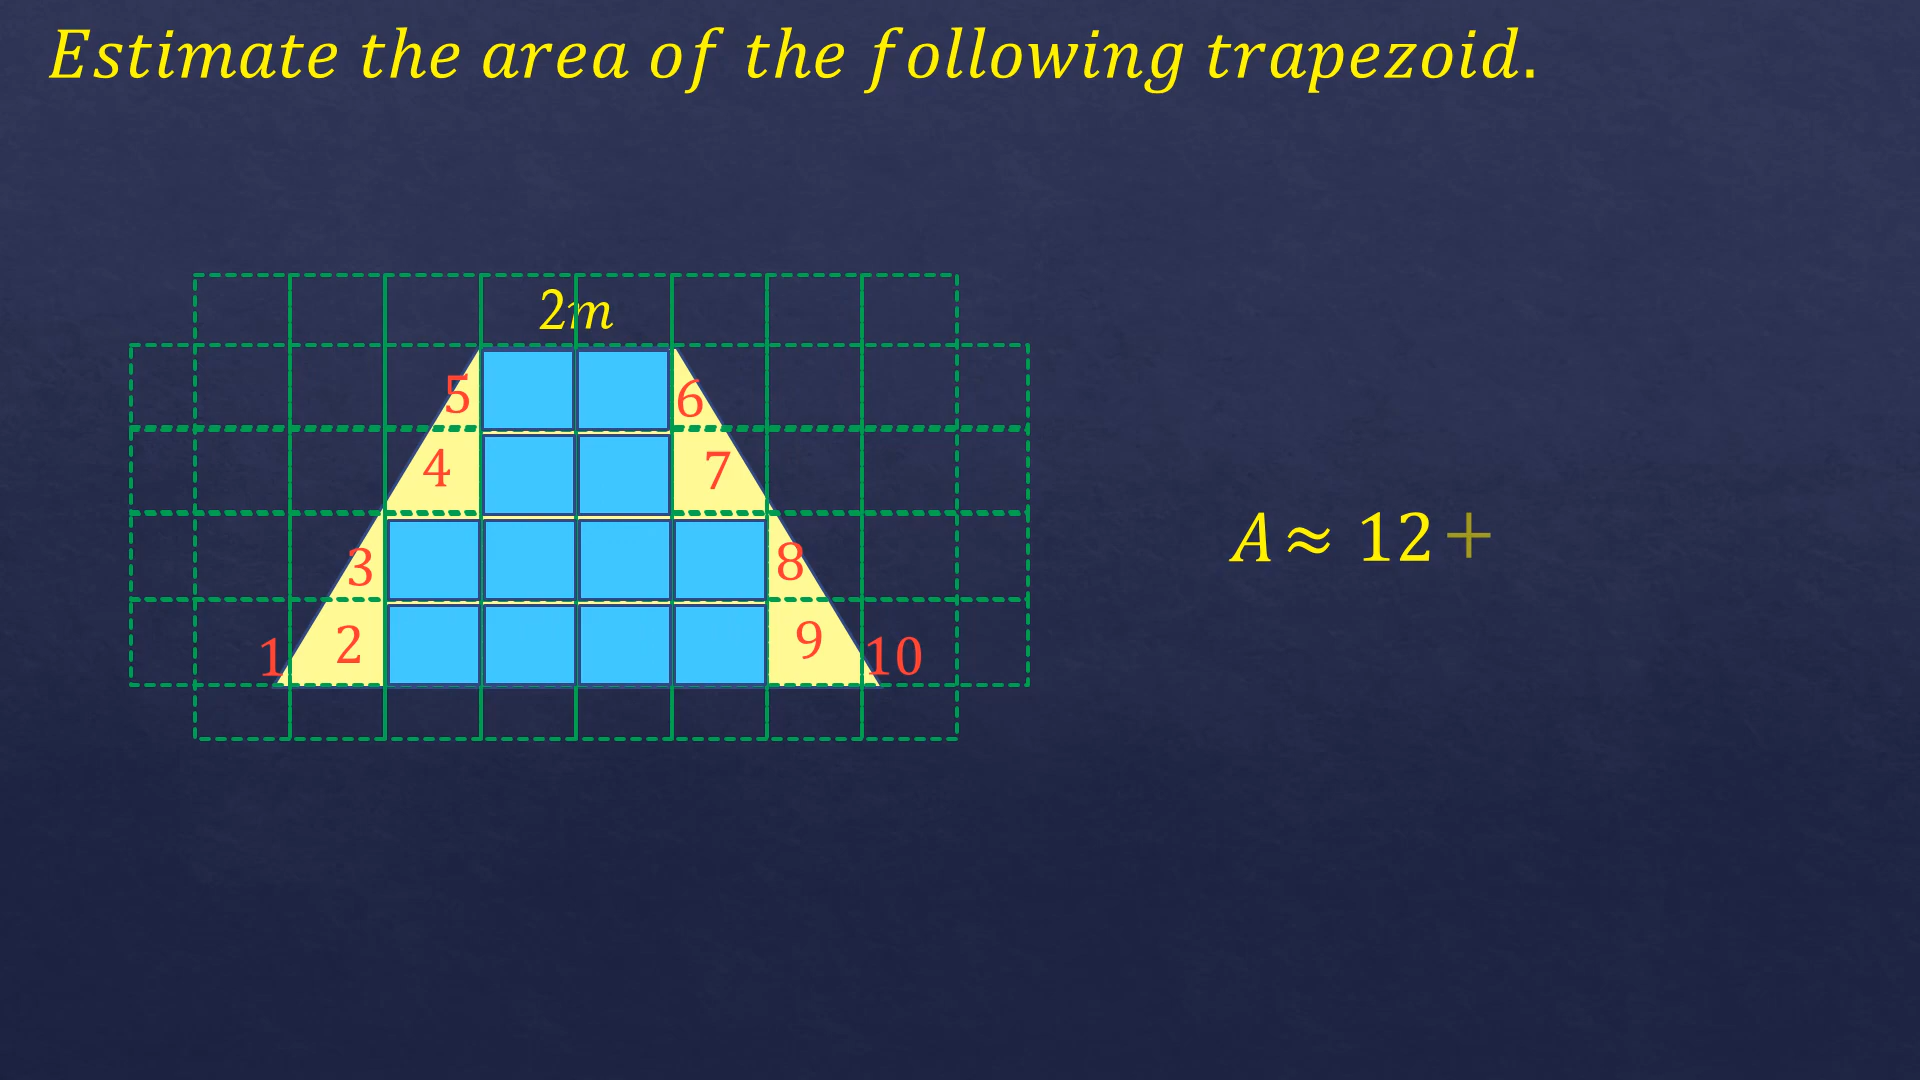 Estimate the area of the following trapezoid.
2m
5 6
4 7
3 8
1 2 9 10
A ≈ 12 +